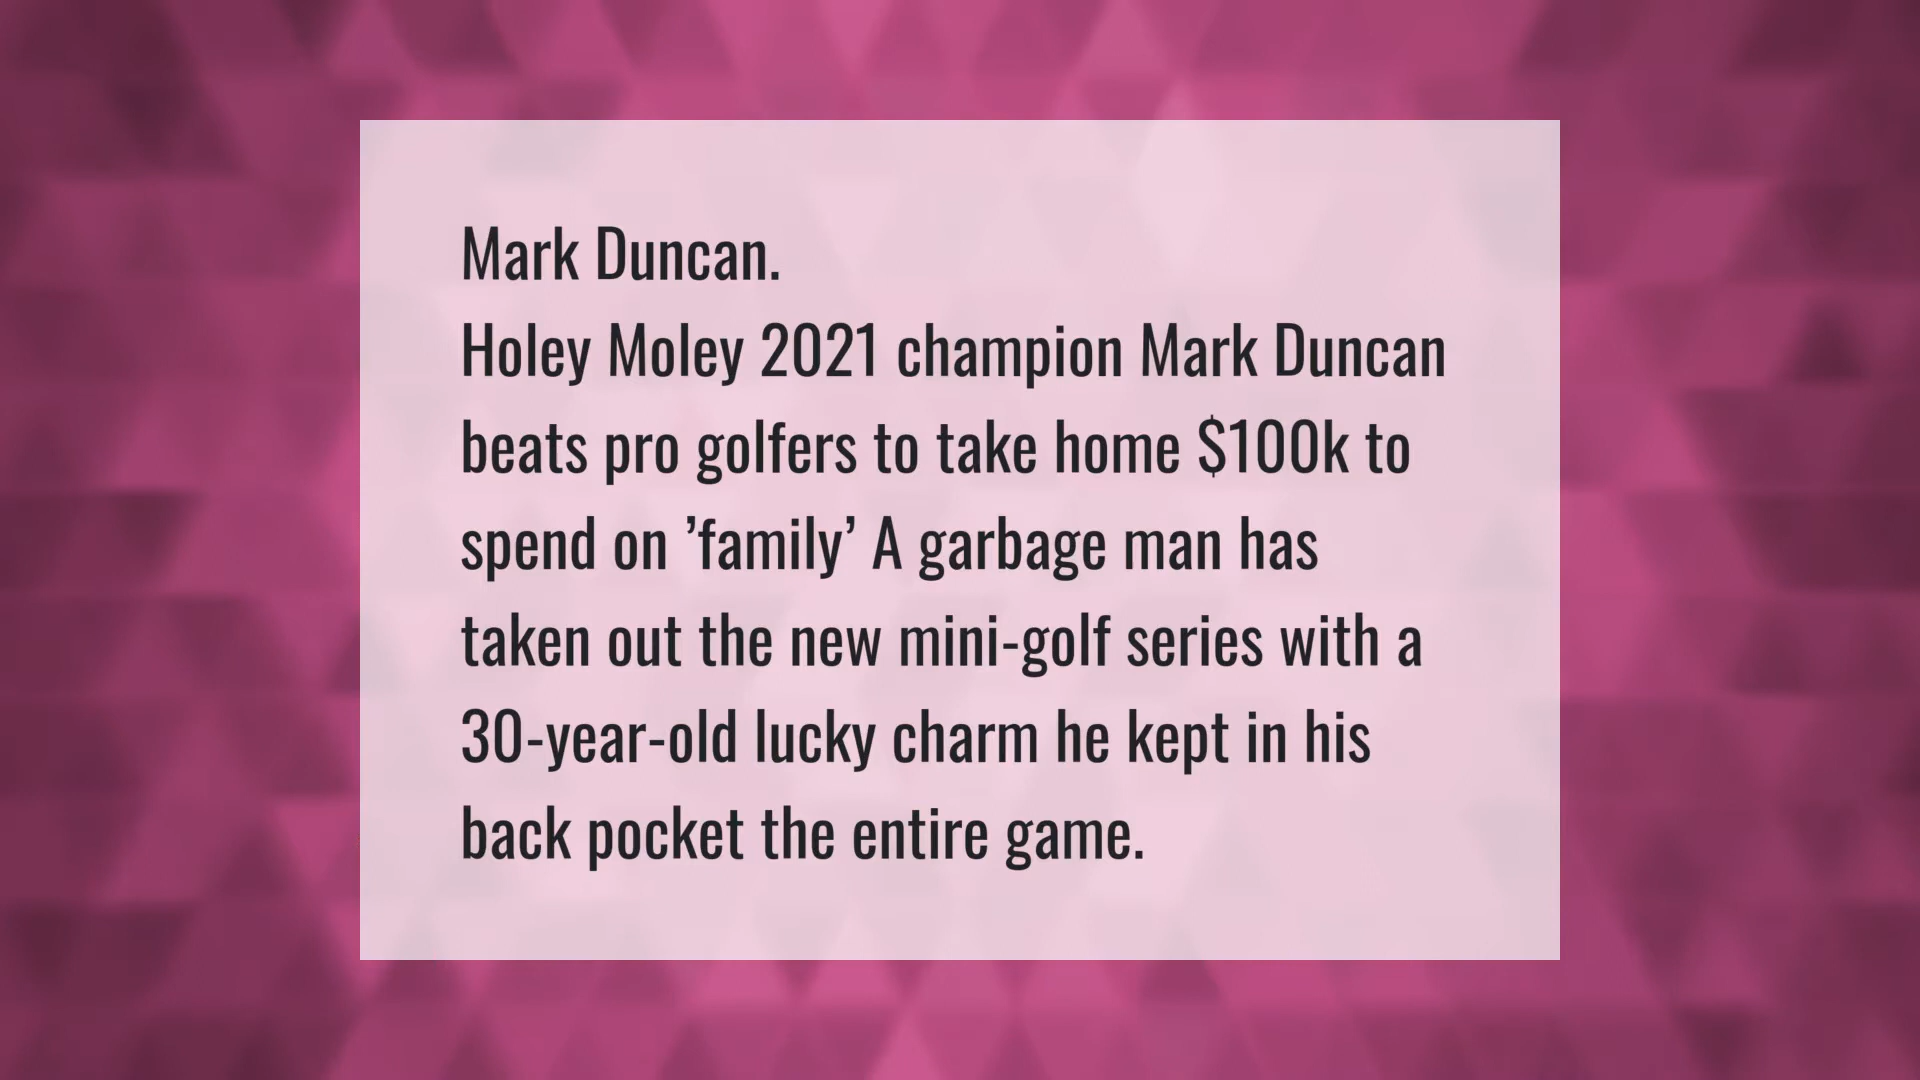 Mark Duncan.
Holey Moley 2021 champion Mark Duncan
beats pro golfers to take home $100k to
spend on ’family’ A garbage man has
taken out the new mini-golf series with a
30-year-old lucky charm he kept in his
back pocket the entire game.